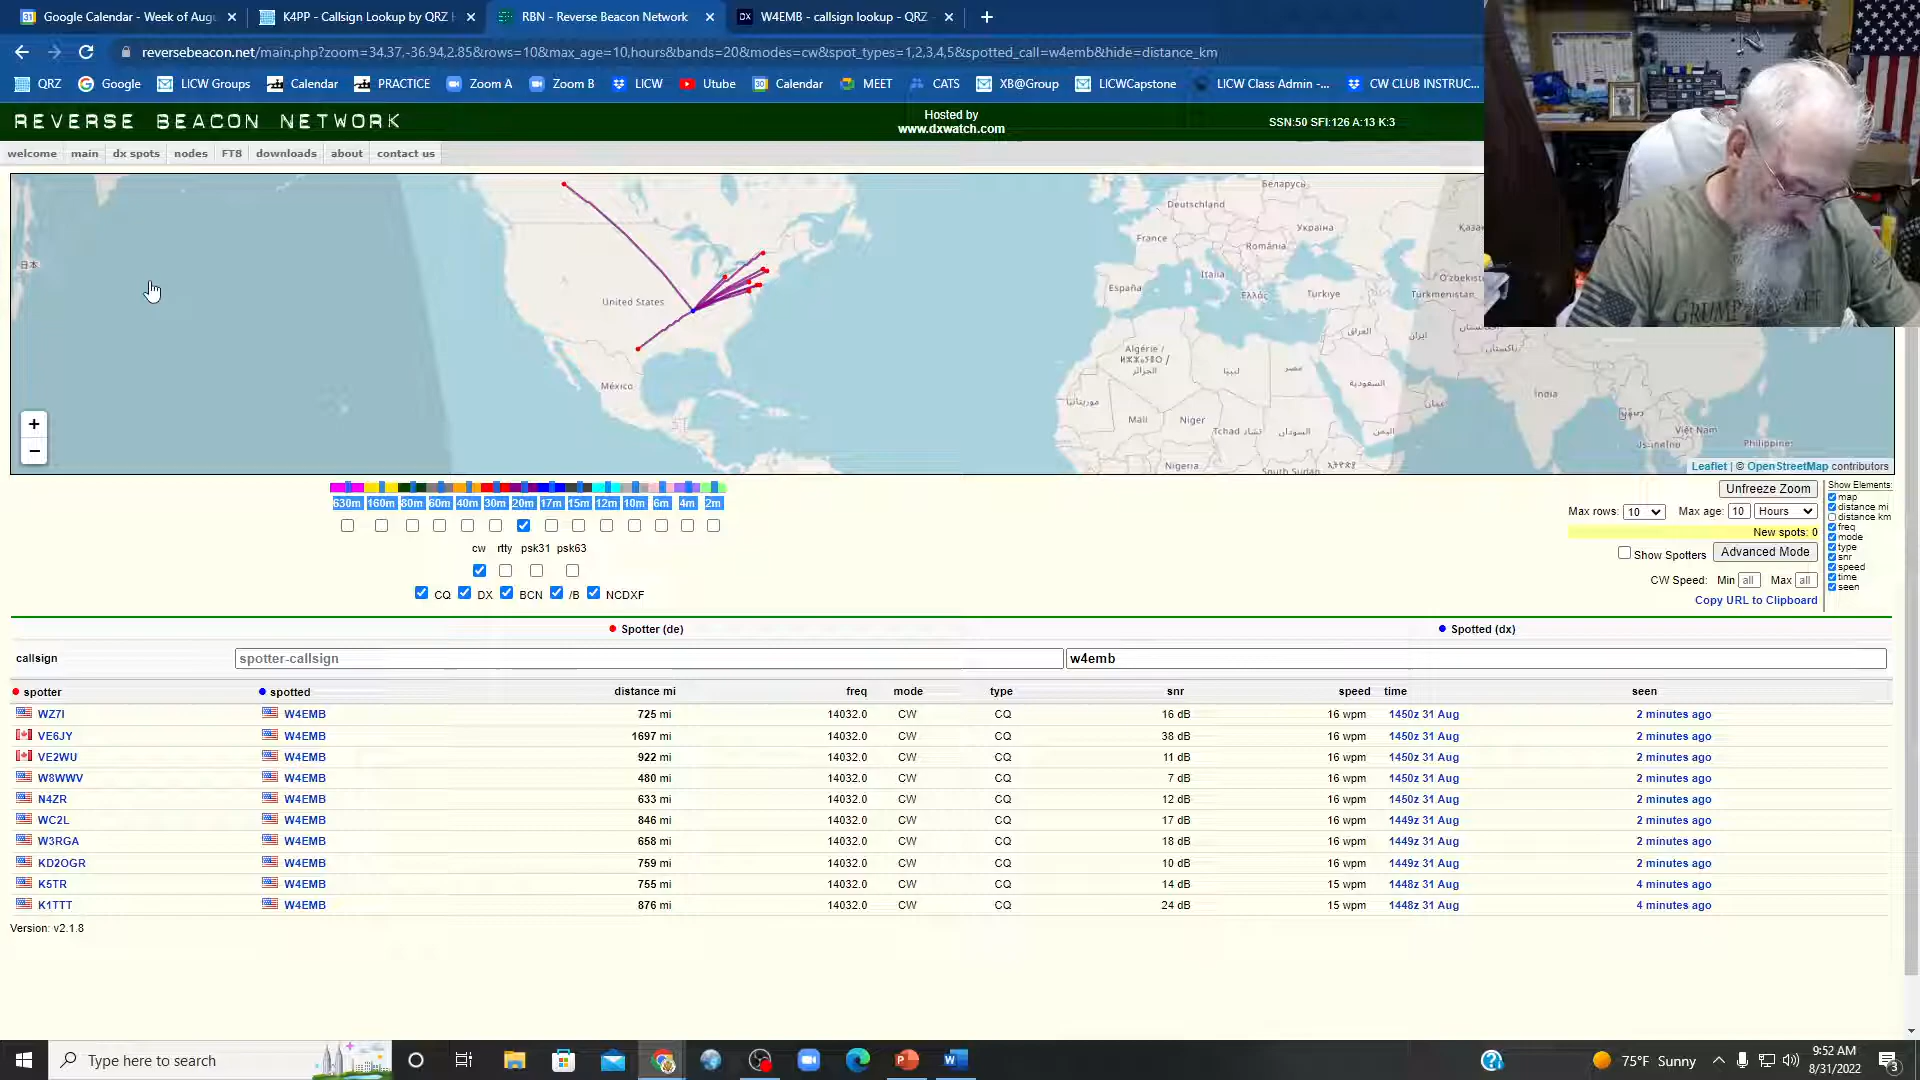 Google Calendar - Week of Augu
K4PP - Callsign Lookup by QRZ H
RBN - Reverse Beacon Network
DX W4EMB - callsign lookup - QRZ
reversebeacon.net/main.php?zoom=34.37,-36.94,2.85&rows=10&max_age=10,hours&bands=20&modes=cw&spot_types=1,2,3,4,5&spotted_call=w4emb&hide=distance_km
QRZ Google LICW Groups Calendar PRACTICE Zoom A Zoom B LICW Utube Calendar MEET CATS XB@Group LICWCapstone LICW Class Admin -... CW CLUB INSTRUC...
REVERSE BEACON NETWORK
Hosted by
www.dxwatch.com
SSN:50 SFI:126 A:13 K:3
welcome main dx spots nodes FT8 downloads about contact us
Беларусь
Deutschland
Україна
France
România
日本
Italia
United States
España
Ελλάς
Türkiye
العراق
ایران
Algérie /
الجزائر
México
Mali
Niger
India
Tchad تشاد
السودان
اليمن
Việt Nam
Philippines
Nigeria
South Sudan
+
−
Leaflet | © OpenStreetMap contributors
630m 160m 80m 60m 40m 30m 20m 17m 15m 12m 10m 6m 4m 2m
cw rtty psk31 psk63
CQ DX BCN /B NCDXF
Unfreeze Zoom
Max rows: 10 Max age: 10 Hours
New spots: 0
Show Spotters Advanced Mode
CW Speed: Min all Max all
Copy URL to Clipboard
Show Elements:
map
distance mi
distance km
freq
mode
type
snr
speed
time
seen
Spotter (de) Spotted (dx)
callsign spotter-callsign w4emb
spotter spotted distance mi freq mode type snr speed time seen
WZ7I W4EMB 725 mi 14032.0 CW CQ 16 dB 16 wpm 1450z 31 Aug 2 minutes ago
VE6JY W4EMB 1697 mi 14032.0 CW CQ 38 dB 16 wpm 1450z 31 Aug 2 minutes ago
VE2WU W4EMB 922 mi 14032.0 CW CQ 11 dB 16 wpm 1450z 31 Aug 2 minutes ago
W8WWV W4EMB 480 mi 14032.0 CW CQ 7 dB 16 wpm 1450z 31 Aug 2 minutes ago
N4ZR W4EMB 633 mi 14032.0 CW CQ 12 dB 16 wpm 1450z 31 Aug 2 minutes ago
WC2L W4EMB 846 mi 14032.0 CW CQ 17 dB 16 wpm 1449z 31 Aug 2 minutes ago
W3RGA W4EMB 658 mi 14032.0 CW CQ 18 dB 16 wpm 1449z 31 Aug 2 minutes ago
KD2OGR W4EMB 759 mi 14032.0 CW CQ 10 dB 16 wpm 1449z 31 Aug 2 minutes ago
K5TR W4EMB 755 mi 14032.0 CW CQ 14 dB 15 wpm 1448z 31 Aug 4 minutes ago
K1TTT W4EMB 876 mi 14032.0 CW CQ 24 dB 15 wpm 1448z 31 Aug 4 minutes ago
Version: v2.1.8
Type here to search
75°F Sunny
9:52 AM
8/31/2022
3